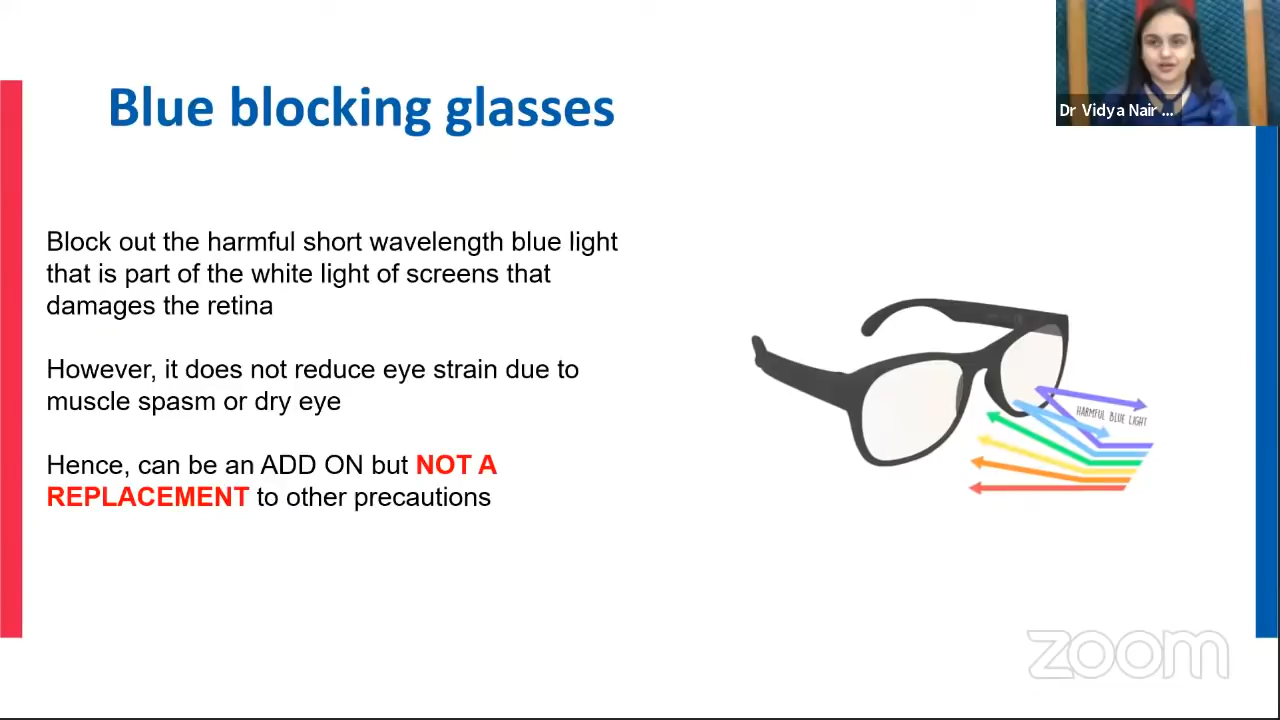 Blue blocking glasses
Dr Vidya Nair ...
Block out the harmful short wavelength blue light
that is part of the white light of screens that
damages the retina
However, it does not reduce eye strain due to
muscle spasm or dry eye
Hence, can be an ADD ON but NOT A
REPLACEMENT to other precautions
HARMFUL BLUE LIGHT
zoom